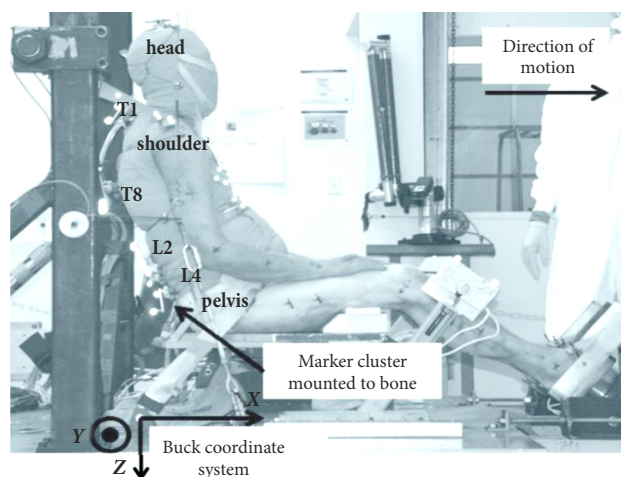 head
Direction of
motion
T1
shoulder
T8
L2
L4
pelvis
Marker cluster
mounted to bone
X
Y
Buck coordinate
Z
system